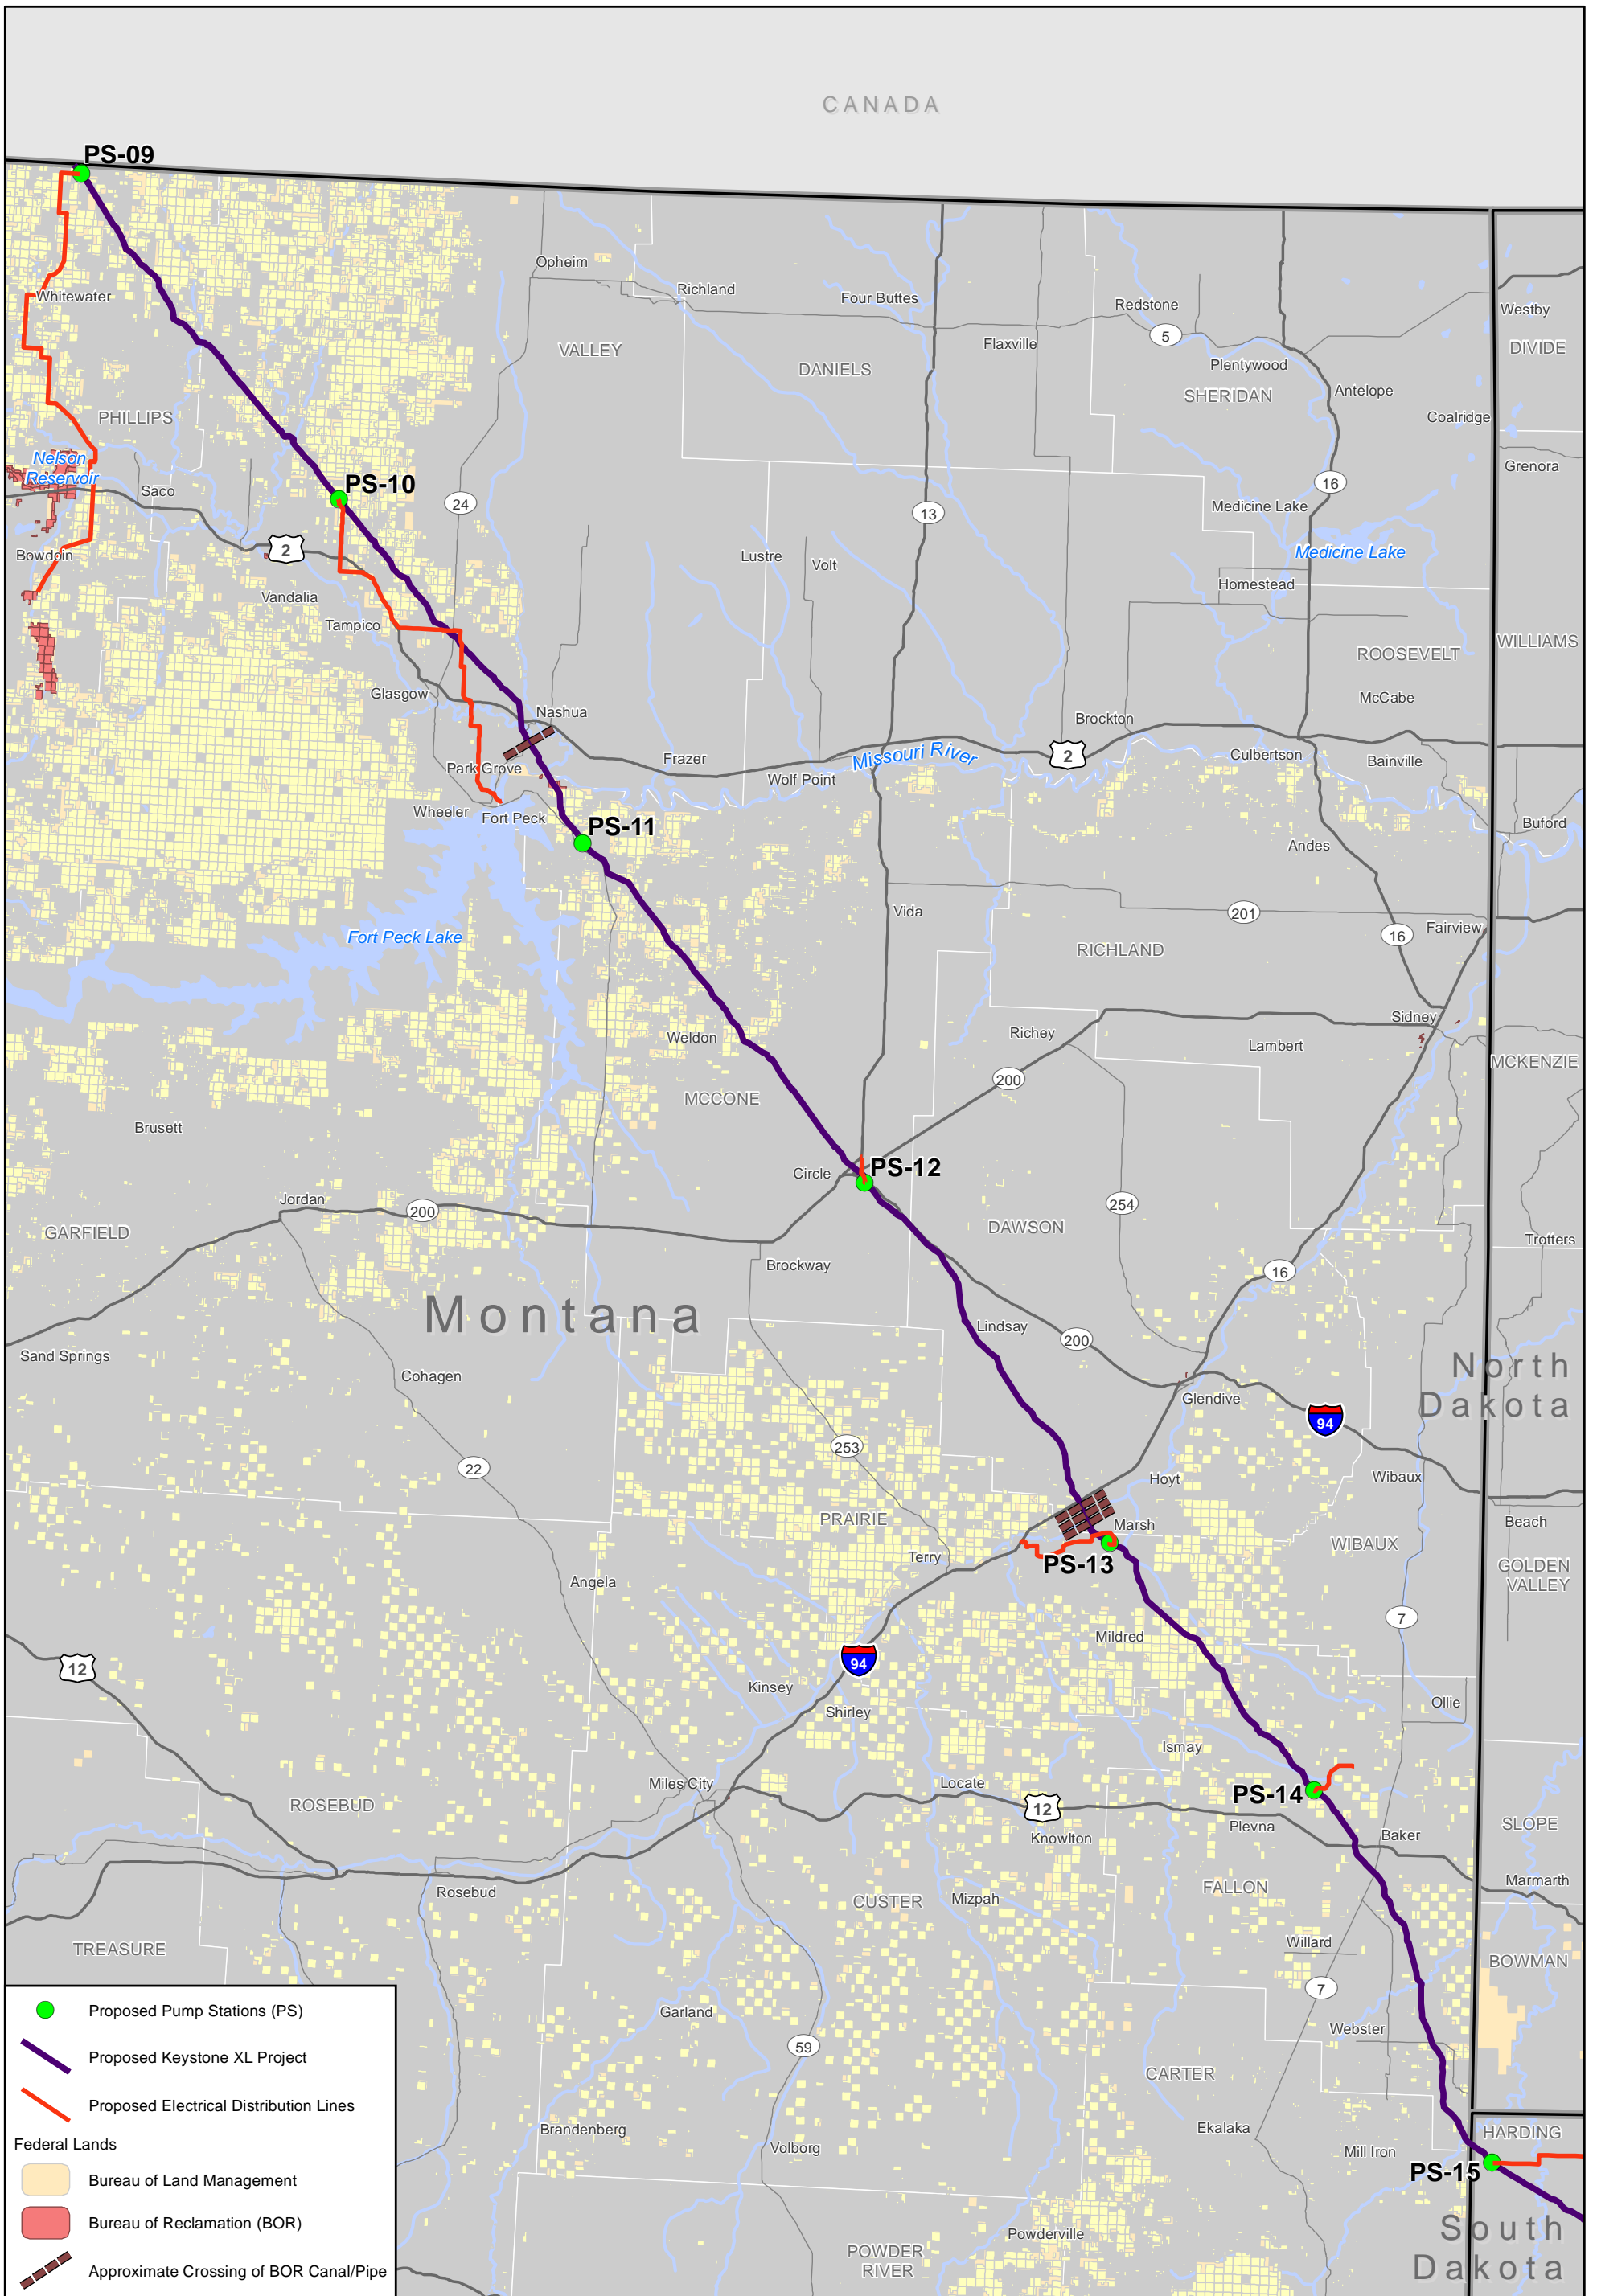 CANADA
PS-09
Opheim
Whitewater
Richland
Four Buttes
Redstone
Westby
5
Flaxville
VALLEY
DIVIDE
DANIELS
Plentywood
SHERIDAN
Antelope
PHILLIPS
Coalridge
Nelson
Reservoir
Grenora
PS-10
Saco
24
16
13
Medicine Lake
2
Bowdoin
Lustre
Volt
Medicine Lake
Homestead
Vandalia
Tampico
WILLIAMS
ROOSEVELT
Glasgow
McCabe
Nashua
Brockton
Missouri River
2
Culbertson
Frazer
Bainville
Park Grove
Wolf Point
Wheeler
Fort Peck
Buford
PS-11
Andes
Vida
201
Fairview
16
Fort Peck Lake
RICHLAND
Sidney
Weldon
Richey
Lambert
MCKENZIE
200
MCCONE
Brusett
PS-12
Circle
Jordan
200
254
GARFIELD
DAWSON
Trotters
Brockway
16
Montana
Lindsay
200
Sand Springs
North
Dakota
Cohagen
Glendive
94
253
22
Hoyt
Wibaux
PRAIRIE
Marsh
Beach
WIBAUX
Terry
PS-13
GOLDEN
VALLEY
Angela
7
Mildred
94
12
Kinsey
Shirley
Ollie
Ismay
Miles City
Locate
PS-14
ROSEBUD
12
Knowlton
Plevna
Baker
SLOPE
Rosebud
CUSTER
Mizpah
FALLON
Marmarth
TREASURE
Willard
BOWMAN
7
Garland
Webster
59
CARTER
Brandenberg
Volborg
Ekalaka
Mill Iron
HARDING
PS-15
Powderville
South
Dakota
POWDER
RIVER
Proposed Pump Stations (PS)
Proposed Keystone XL Project
Proposed Electrical Distribution Lines
Federal Lands
Bureau of Land Management
Bureau of Reclamation (BOR)
Approximate Crossing of BOR Canal/Pipe